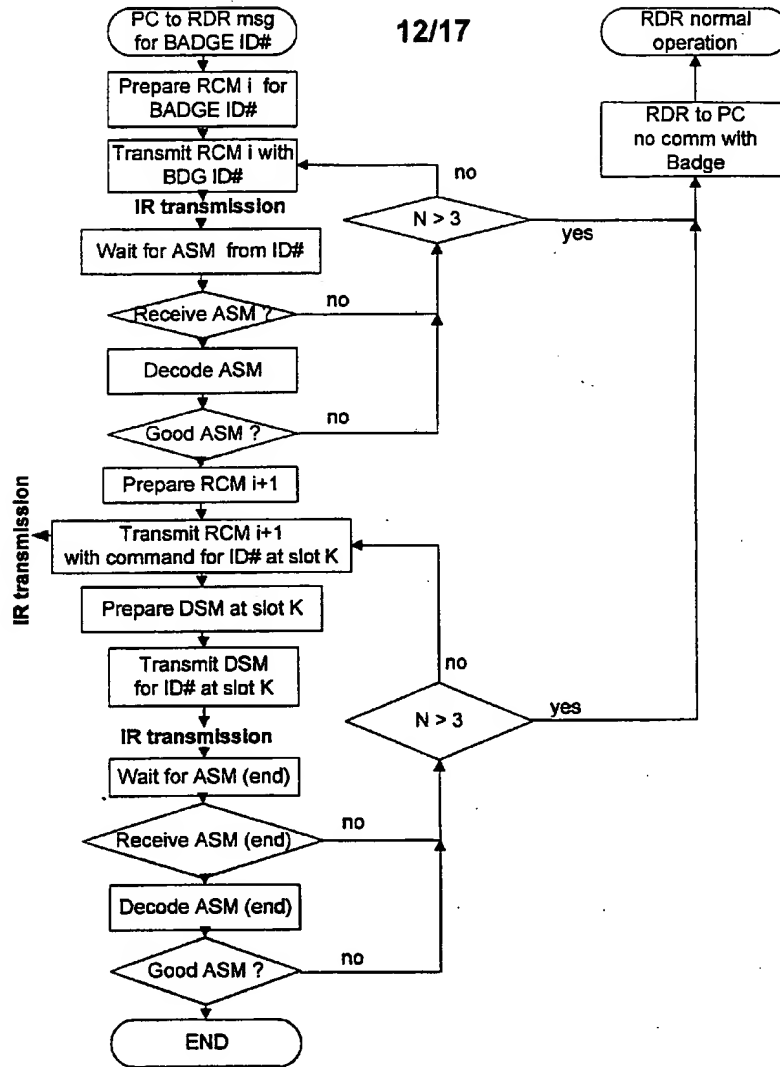 PC to RDR msg
for BADGE ID#
12/17
RDR normal
operation
Prepare RCM i for
BADGE ID#
RDR to PC
no comm with
Badge
Transmit RCM i with
BDG ID#
no
IR transmission
N > 3
yes
Wait for ASM from ID#
Receive ASM ?
no
Decode ASM
Good ASM ?
no
Prepare RCM i+1
IR transmission
Transmit RCM i+1
with command for ID# at slot K
Prepare DSM at slot K
no
Transmit DSM
for ID# at slot K
N > 3
yes
IR transmission
Wait for ASM (end)
Receive ASM (end)
no
Decode ASM (end)
Good ASM ?
no
END